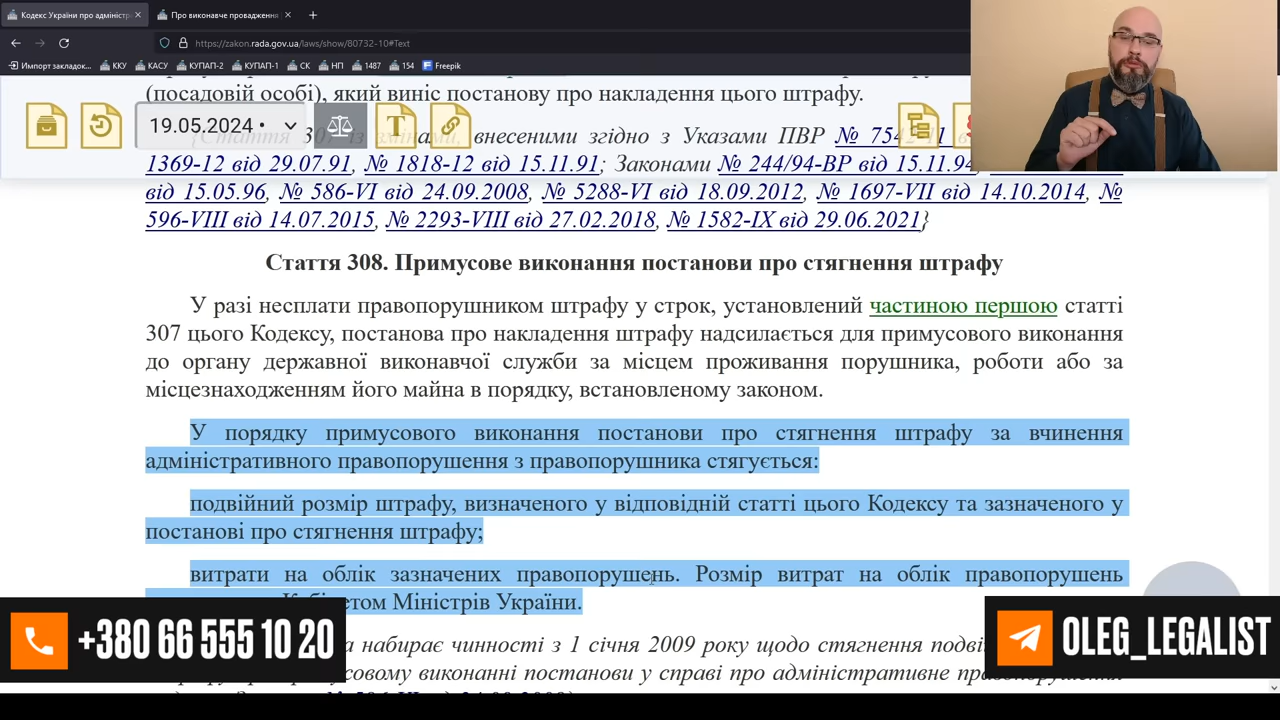 Кодекс України про адміністр
Про виконавче провадження
https://zakon.rada.gov.ua/laws/show/80732-10#Text
Импорт закладок... ККУ КАСУ КУПАП-2 КУПАП-1 СК НП 1487 154 Freepik
(посадовій особі), який виніс постанову про накладення цього штрафу.
19.05.2024 •
внесеними згідно з Указами ПВР
1369-12 від 29.07.91, № 1818-12 від 15.11.91; Законами № 244/94-ВР від 15.11.94,
від 15.05.96, № 586-VI від 24.09.2008, № 5288-VI від 18.09.2012, № 1697-VII від 14.10.2014, №
596-VIII від 14.07.2015, № 2293-VIII від 27.02.2018, № 1582-IX від 29.06.2021}
Стаття 308. Примусове виконання постанови про стягнення штрафу
У разі несплати правопорушником штрафу у строк, установлений частиною першою статті
307 цього Кодексу, постанова про накладення штрафу надсилається для примусового виконання
до органу державної виконавчої служби за місцем проживання порушника, роботи або за
місцезнаходженням його майна в порядку, встановленому законом.
У порядку примусового виконання постанови про стягнення штрафу за вчинення
адміністративного правопорушення з правопорушника стягується:
подвійний розмір штрафу, визначеного у відповідній статті цього Кодексу та зазначеного у
постанові про стягнення штрафу;
витрати на облік зазначених правопорушень. Розмір витрат на облік правопорушень
Кабінетом Міністрів України.
набирає чинності з 1 січня 2009 року щодо стягнення
виконанні постанови у справі про адміністративне
+380 66 555 10 20
OLEG_LEGALIST